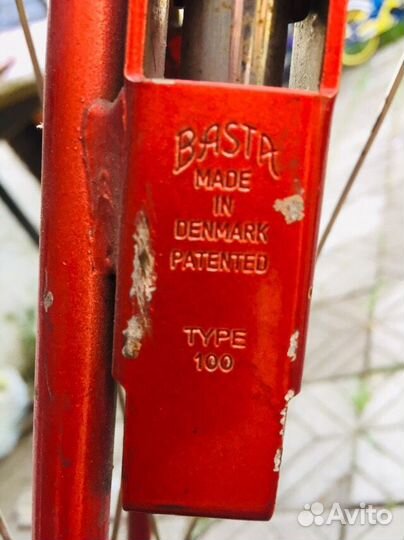 BASTA
MADE
IN
DENMARK
PATENTED
TYPE
100
Avito